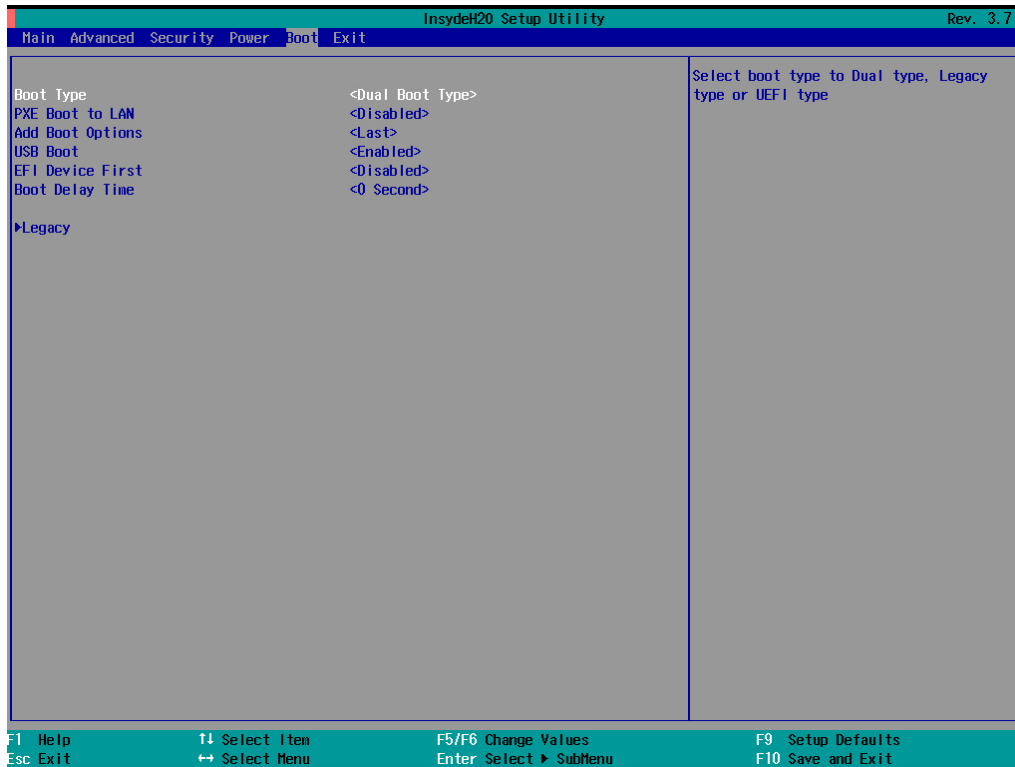 InsydeH20 Setup Utility Rev. 3.7
Main Advanced Security Power Boot Exit
Boot Type <Dual Boot Type>
PXE Boot to LAN <Disabled>
Add Boot Options <Last>
USB Boot <Enabled>
EFI Device First <Disabled>
Boot Delay Time <0 Second>
▶Legacy
Select boot type to Dual type, Legacy
type or UEFI type
F1 Help ↑↓ Select Item F5/F6 Change Values F9 Setup Defaults
Esc Exit ↔ Select Menu Enter Select ▶ SubMenu F10 Save and Exit